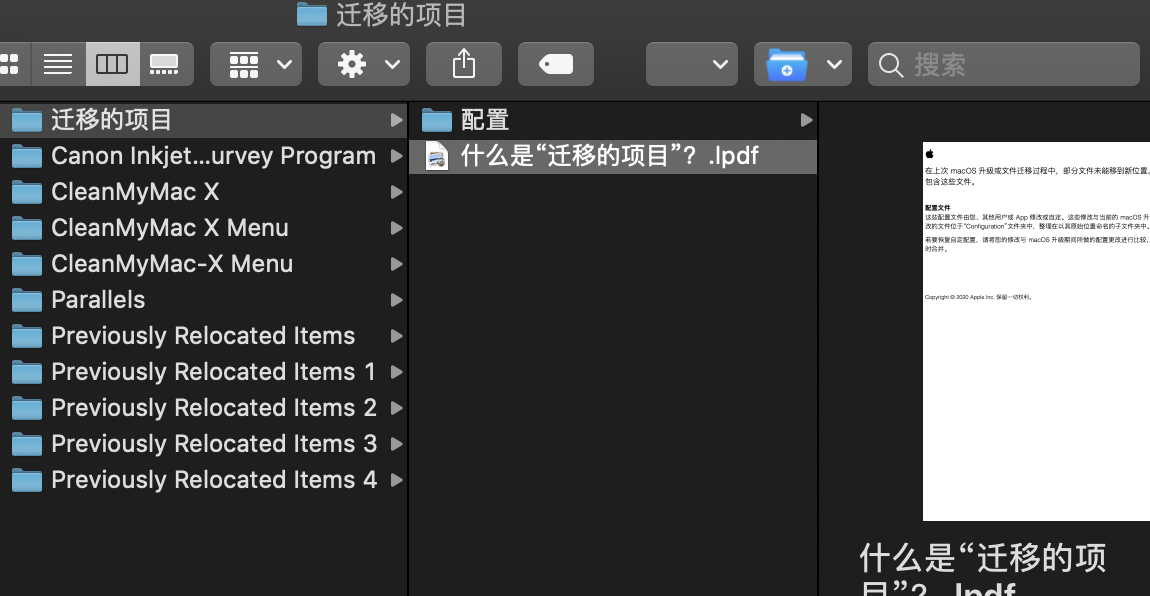 迁移的项目
搜索
迁移的项目
Canon Inkjet...urvey Program
CleanMyMac X
CleanMyMac X Menu
CleanMyMac-X Menu
Parallels
Previously Relocated Items
Previously Relocated Items 1
Previously Relocated Items 2
Previously Relocated Items 3
Previously Relocated Items 4
配置
什么是“迁移的项目”？.lpdf
在上次 macOS 升级或文件迁移过程中，部分文件未能移到新位置。
包含这些文件。
配置文件
这些配置文件由您、其他用户或 App 修改或自定。这些修改与当前的 macOS 升
改的文件位于“Configuration”文件夹中，整理在以其原始位置命名的子文件夹中。
若要恢复自定配置，请将您的修改与 macOS 升级期间所做的配置更改进行比较，
时合并。
Copyright © 2020 Apple Inc. 保留一切权利。
什么是“迁移的项
目”？.lpdf